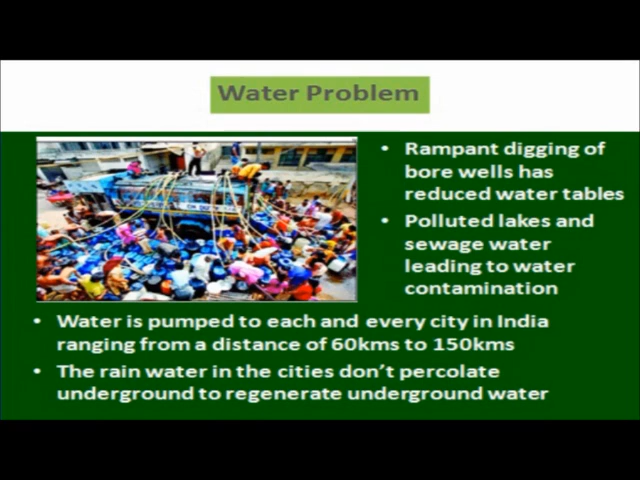 Water Problem
• Rampant digging of
bore wells has
reduced water tables
• Polluted lakes and
sewage water
leading to water
contamination
• Water is pumped to each and every city in India
ranging from a distance of 60kms to 150kms
• The rain water in the cities don't percolate
underground to regenerate underground water